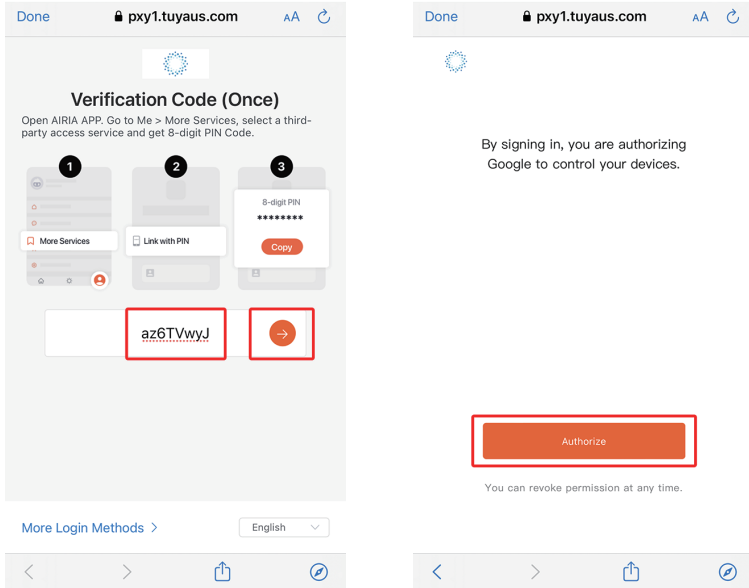 Done
pxy1.tuyaus.com
AA
Verification Code (Once)
Open AIRIA APP. Go to Me > More Services, select a third-
party access service and get 8-digit PIN Code.
1
2
3
More Services
Link with PIN
8-digit PIN
********
Copy
az6TVwyJ
More Login Methods >
English
Done
pxy1.tuyaus.com
AA
By signing in, you are authorizing
Google to control your devices.
Authorize
You can revoke permission at any time.